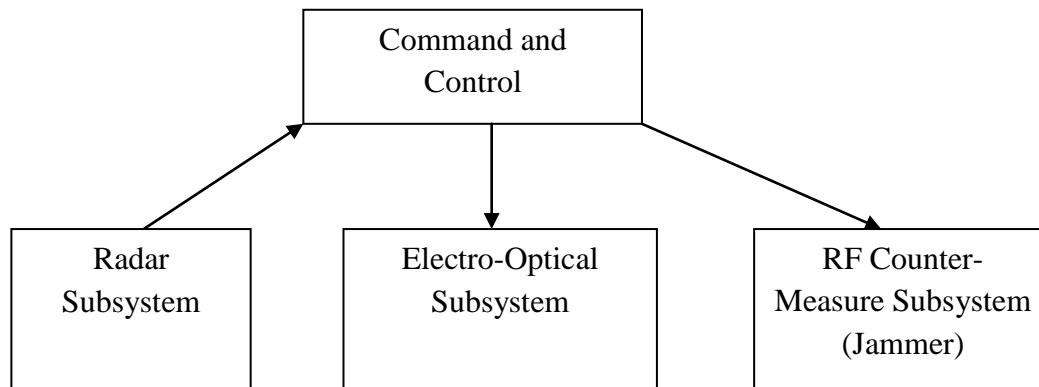 Command and
Control
Radar
Subsystem
Electro-Optical
Subsystem
RF Counter-
Measure Subsystem
(Jammer)